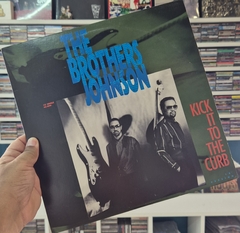 THE
BROTHERS
JOHNSON
KICK
IT TO
THE
CURB